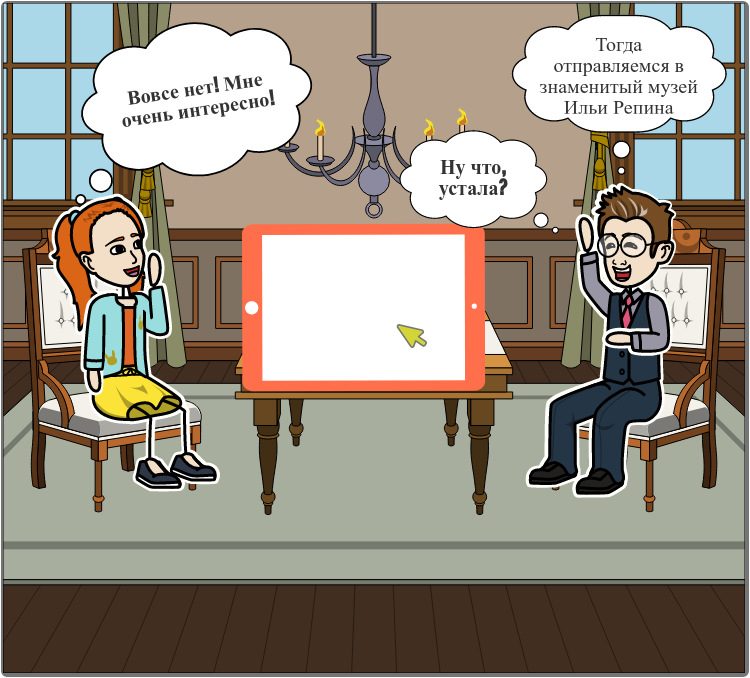 Вовсе нет! Мне
очень интересно!
Ну что,
устала?
Тогда
отправляемся в
знаменитый музей
Ильи Репина